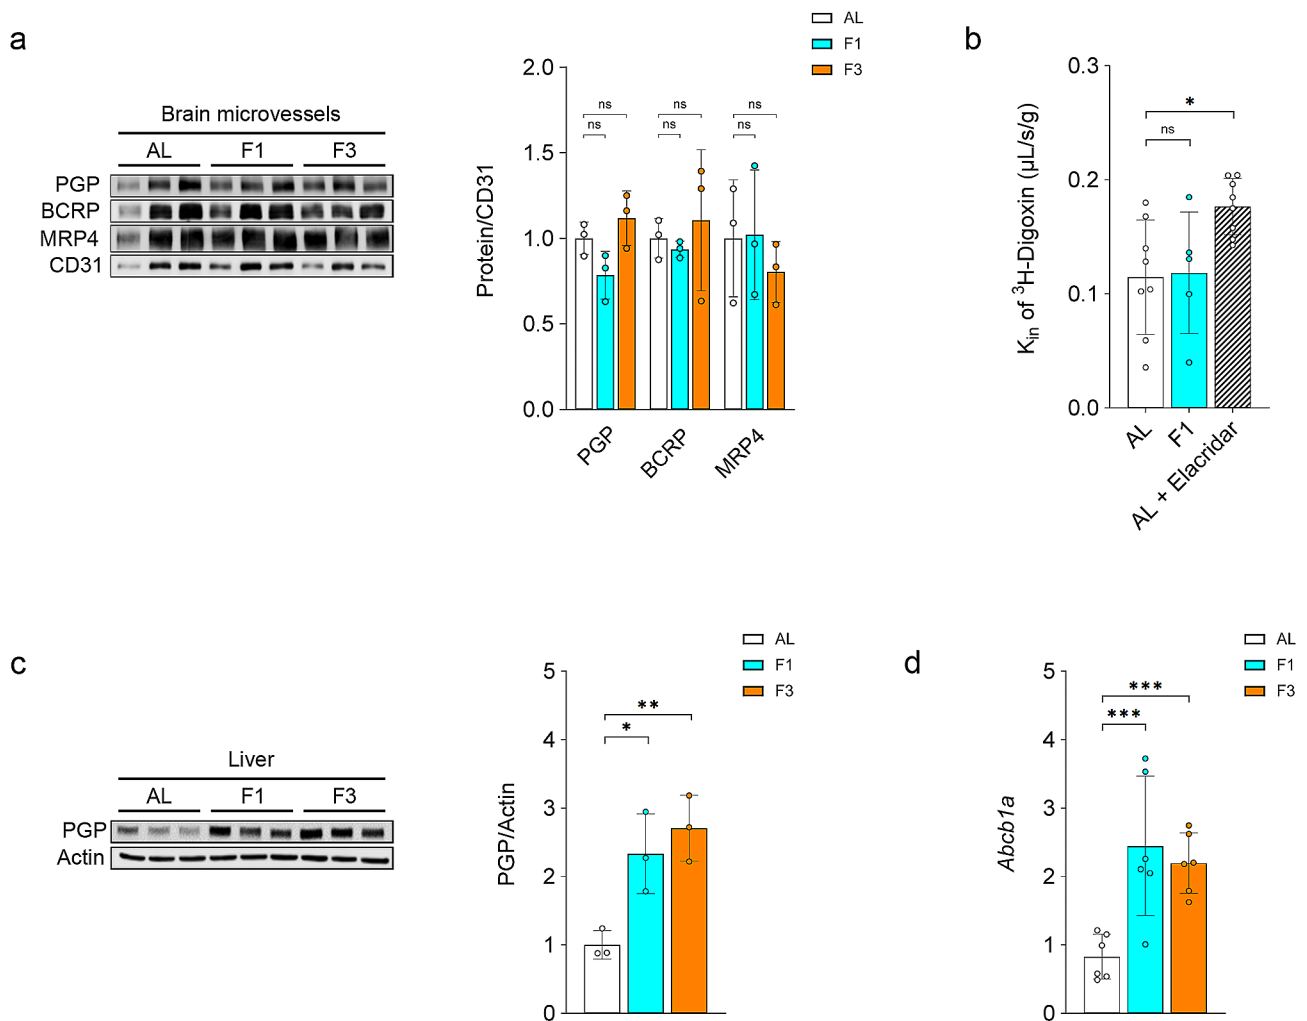 a
Brain microvessels
AL F1 F3
PGP
BCRP
MRP4
CD31
AL
F1
F3
Protein/CD31
2.0
1.5
1.0
0.5
0.0
ns ns ns
ns ns ns
PGP BCRP MRP4
b
Kin of 3H-Digoxin (µL/s/g)
0.3
0.2
0.1
0.0
*
ns
AL F1 AL + Elacridar
c
Liver
AL F1 F3
PGP
Actin
AL
F1
F3
PGP/Actin
5
4
3
2
1
0
**
*
d
AL
F1
F3
Abcb1a
5
4
3
2
1
0
***
***